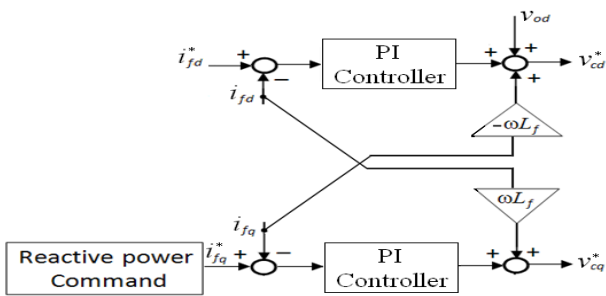 v_od
i*_fd + − PI Controller + + + v*_cd
i_fd
-ωL_f
ωL_f
i_fq
Reactive power Command i*_fq + − PI Controller + + v*_cq